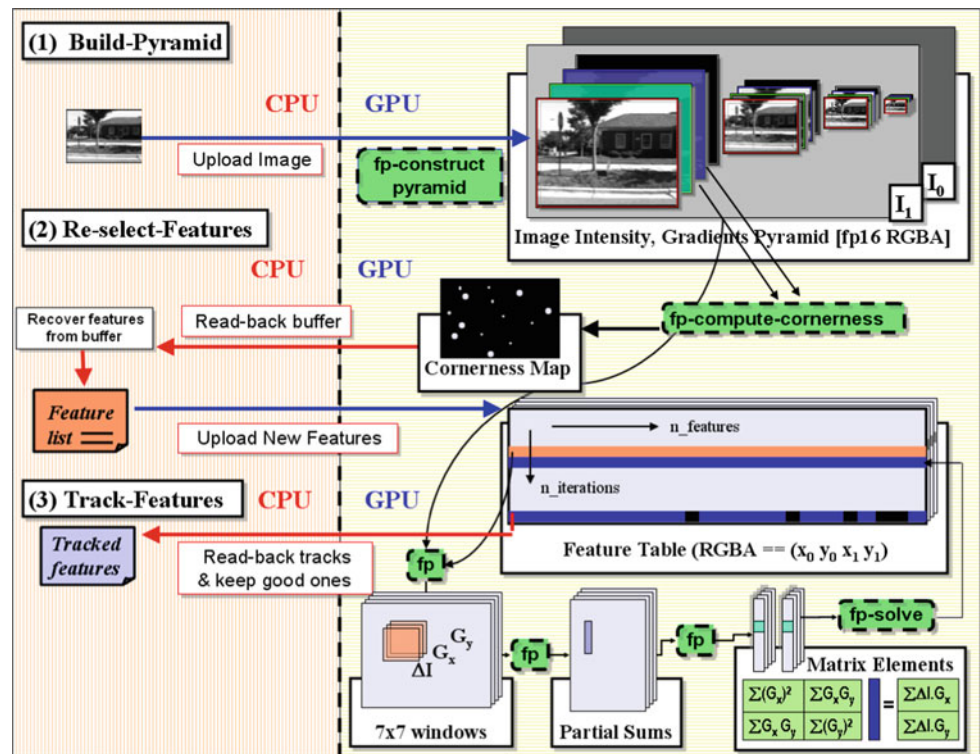 (1) Build-Pyramid
CPU
GPU
Upload Image
fp-construct
pyramid
I₀
I₁
Image Intensity, Gradients Pyramid [fp16 RGBA]
(2) Re-select-Features
CPU
GPU
Recover features
from buffer
Read-back buffer
fp-compute-cornerness
Cornerness Map
Feature
list
Upload New Features
n_features
n_iterations
(3) Track-Features
CPU
GPU
Tracked
features
Read-back tracks
& keep good ones
Feature Table (RGBA == (x₀ y₀ x₁ y₁)
fp
Gy
Gx
ΔI
7x7 windows
fp
Partial Sums
fp
fp-solve
Matrix Elements
∑(Gx)² ∑GxGy = ∑ΔI.Gx
∑Gx Gy ∑(Gy)² ∑ΔI.Gy